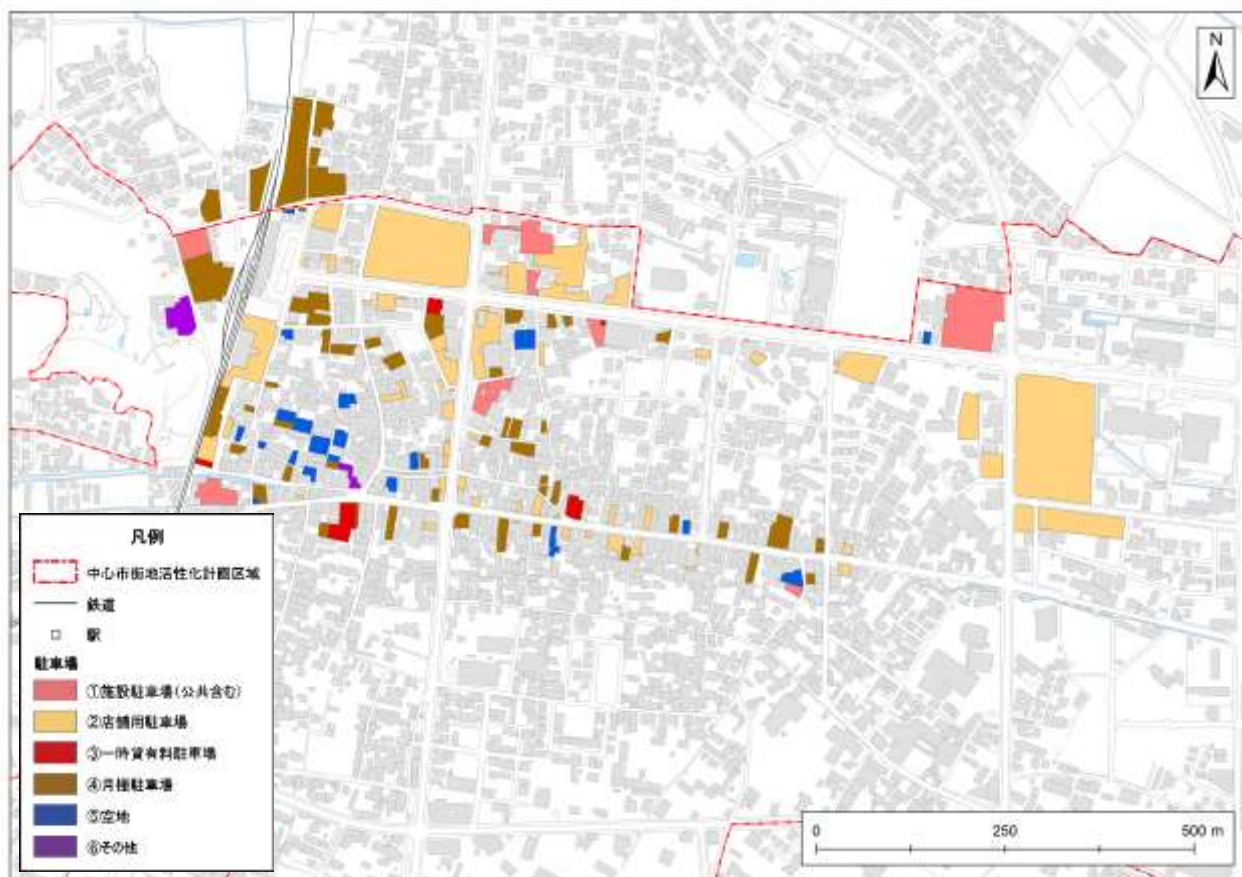 N
凡例
中心市街地活性化計画区域
鉄道
駅
駐車場
①施設駐車場(公共含む)
②店舗用駐車場
③一時貸有料駐車場
④月極駐車場
⑤空地
⑥その他
0 250 500 m